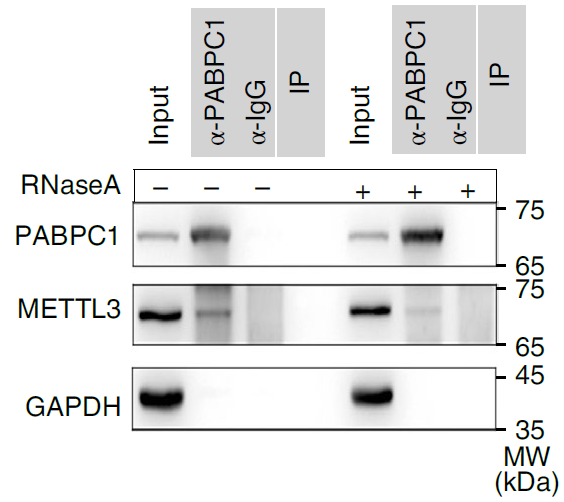 Input α-PABPC1 α-IgG IP Input α-PABPC1 α-IgG IP
RNaseA − − − + + +
75
PABPC1
65
75
METTL3
65
45
GAPDH
35
MW
(kDa)